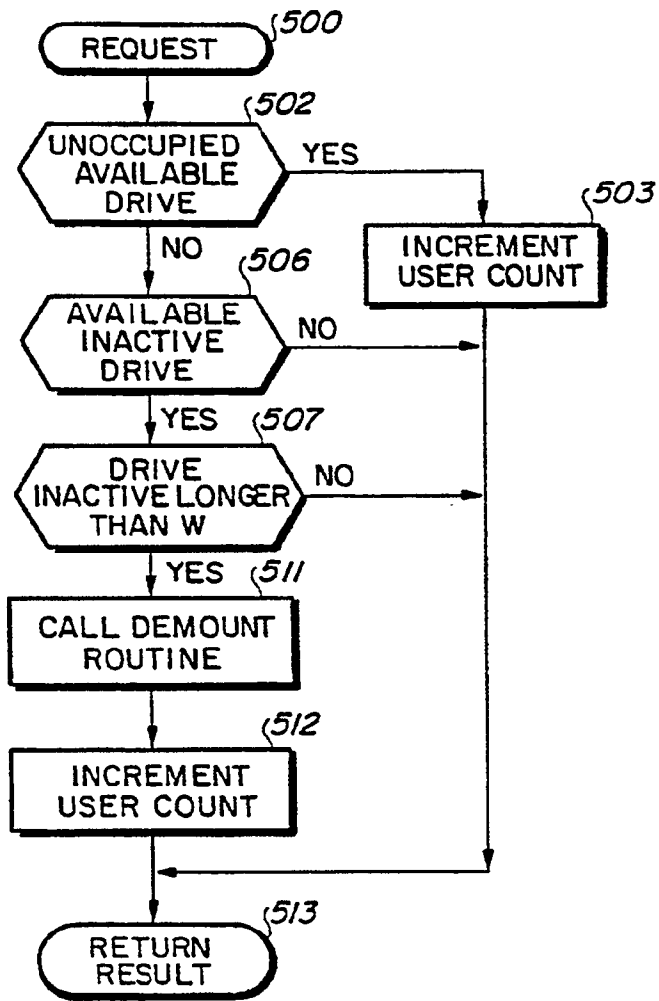 500
REQUEST
502
UNOCCUPIED
AVAILABLE
DRIVE
YES
503
INCREMENT
USER COUNT
NO
506
AVAILABLE
INACTIVE
DRIVE
NO
YES
507
DRIVE
INACTIVE LONGER
THAN W
NO
YES
511
CALL DEMOUNT
ROUTINE
512
INCREMENT
USER COUNT
513
RETURN
RESULT